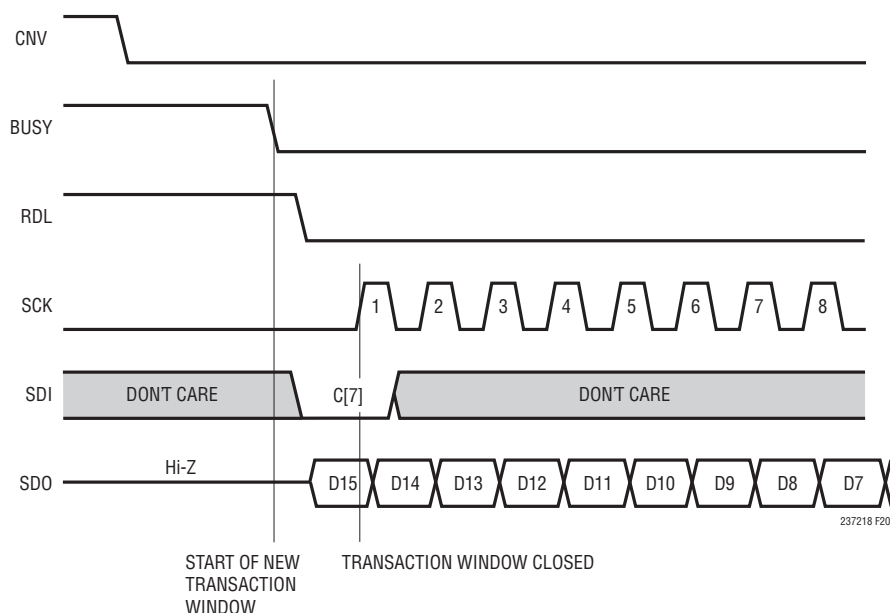 CNV
BUSY
RDL
SCK
1 2 3 4 5 6 7 8
SDI
DON'T CARE
C[7]
DON'T CARE
SDO
Hi-Z
D15 D14 D13 D12 D11 D10 D9 D8 D7
237218 F20
START OF NEW
TRANSACTION
WINDOW
TRANSACTION WINDOW CLOSED